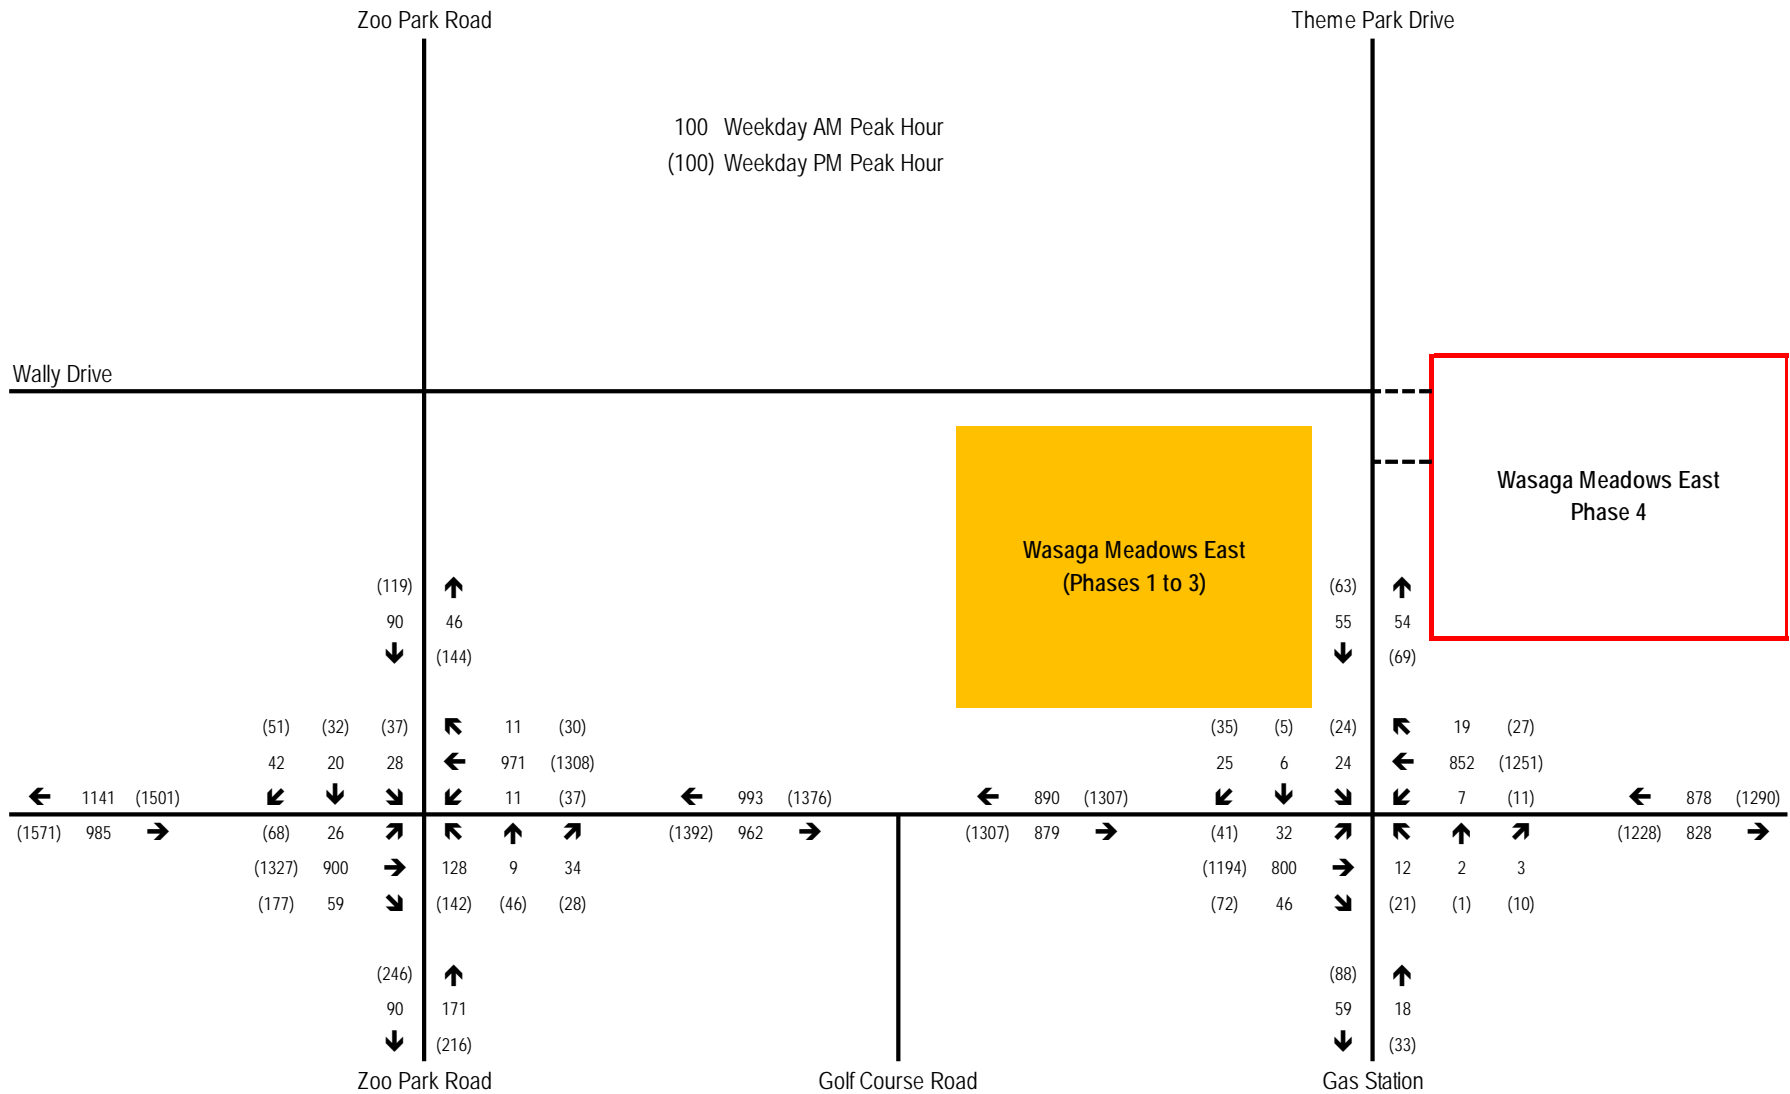 Zoo Park Road Theme Park Drive
100 Weekday AM Peak Hour
(100) Weekday PM Peak Hour
Wally Drive
Wasaga Meadows East
Phase 4
Wasaga Meadows East
(Phases 1 to 3)
(119) (63)
90 46 55 54
(144) (69)
(51) (32) (37) 11 (30) (35) (5) (24) 19 (27)
42 20 28 971 (1308) 25 6 24 852 (1251)
1141 (1501) 11 (37) 993 (1376) 890 (1307) 7 (11) 878 (1290)
(1571) 985 (68) 26 (1392) 962 (1307) 879 (41) 32 (1228) 828
(1327) 900 128 9 34 (1194) 800 12 2 3
(177) 59 (142) (46) (28) (72) 46 (21) (1) (10)
(246) (88)
90 171 59 18
(216) (33)
Zoo Park Road Golf Course Road Gas Station